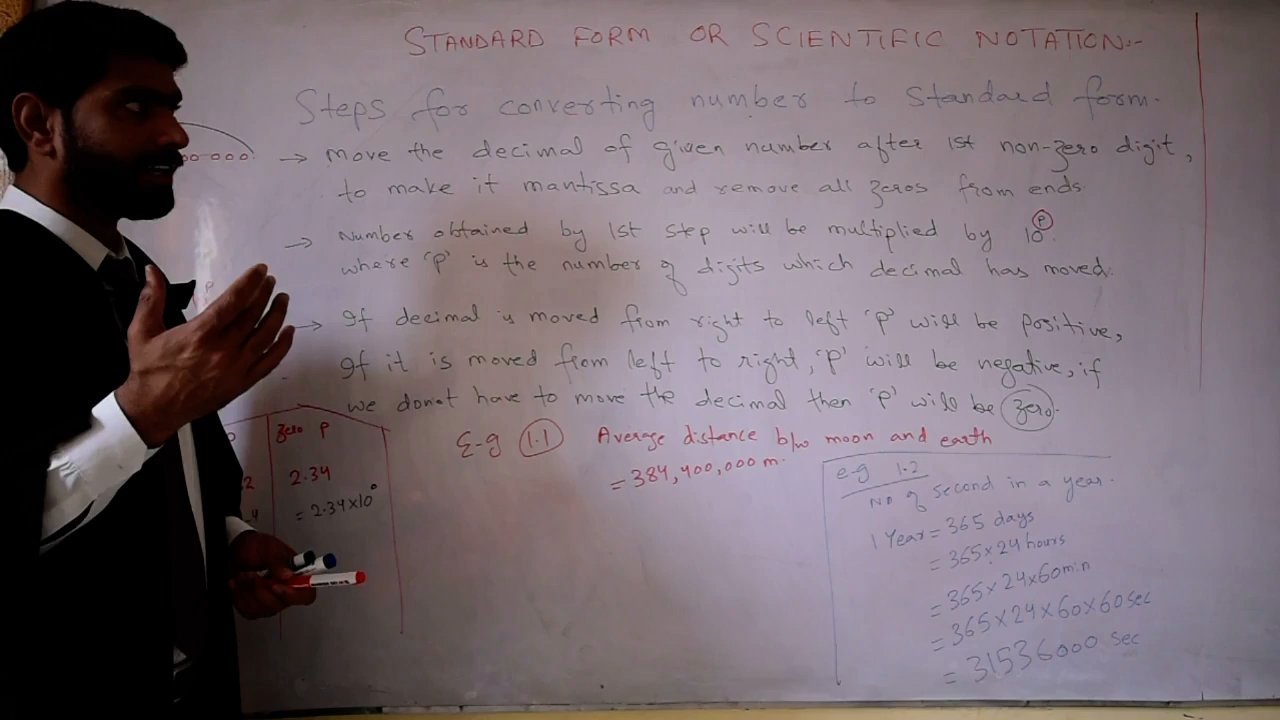 STANDARD FORM OR SCIENTIFIC NOTATION:-
Steps for converting number to Standard form.
→ move the decimal of given number after 1st non-zero digit,
to make it mantissa and remove all zeros from ends.
→ Number obtained by 1st step will be multiplied by 10^P.
where 'P' is the number of digits which decimal has moved.
→ If decimal is moved from right to left 'P' will be positive,
If it is moved from left to right, 'P' will be negative, if
we donot have to move the decimal then 'P' will be zero.
zero P
2.34
= 2.34×10°
E-g 1.1 Average distance b/w moon and earth
= 384,400,000 m.
e-g 1.2
No of second in a year.
1 Year = 365 days
= 365×24 hours
= 365×24×60min
= 365×24×60×60sec
= 31536000 sec